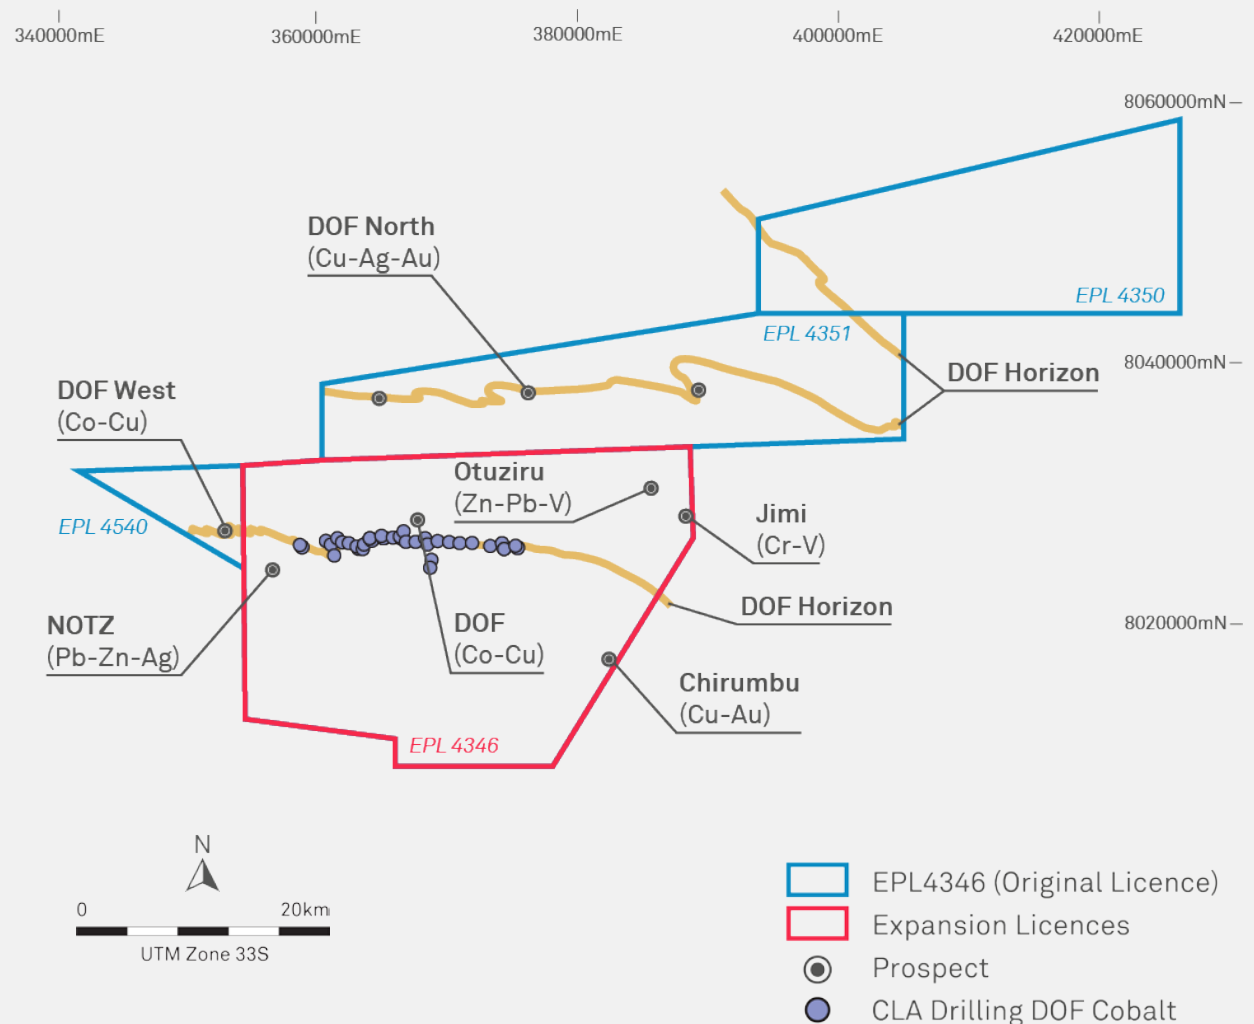 340000mE
360000mE
380000mE
400000mE
420000mE
8060000mN
DOF North
(Cu-Ag-Au)
EPL 4350
EPL 4351
8040000mN
DOF Horizon
DOF West
(Co-Cu)
Otuziru
(Zn-Pb-V)
Jimi
(Cr-V)
EPL 4540
DOF Horizon
8020000mN
NOTZ
(Pb-Zn-Ag)
DOF
(Co-Cu)
Chirumbu
(Cu-Au)
EPL 4346
N
0 20km
UTM Zone 33S
EPL4346 (Original Licence)
Expansion Licences
Prospect
CLA Drilling DOF Cobalt